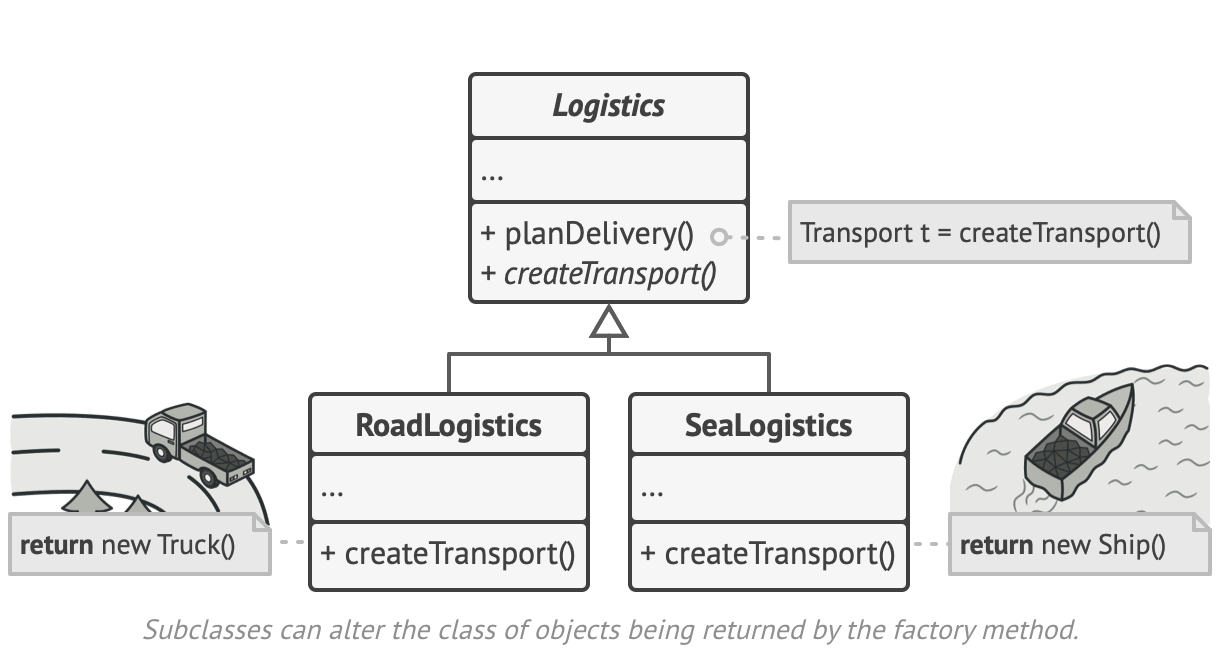 Logistics
...
+ planDelivery()
+ createTransport()
Transport t = createTransport()
RoadLogistics
...
+ createTransport()
SeaLogistics
...
+ createTransport()
return new Truck()
return new Ship()
Subclasses can alter the class of objects being returned by the factory method.